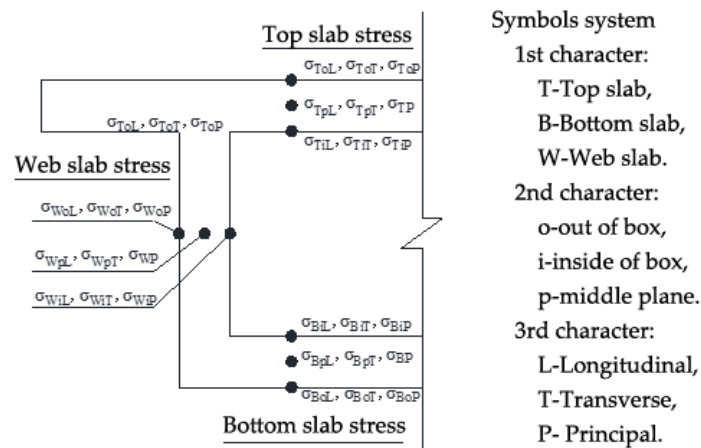 Top slab stress
σToL, σToT, σToP
σTpL, σTpT, σTP
σToL, σToT, σToP
σTiL, σTiT, σTiP
Web slab stress
σWoL, σWoT, σWoP
σWpL, σWpT, σWP
σWiL, σWiT, σWiP
σBiL, σBiT, σBiP
σBpL, σBpT, σBP
σBoL, σBoT, σBoP
Bottom slab stress
Symbols system
1st character:
T-Top slab,
B-Bottom slab,
W-Web slab.
2nd character:
o-out of box,
i-inside of box,
p-middle plane.
3rd character:
L-Longitudinal,
T-Transverse,
P- Principal.